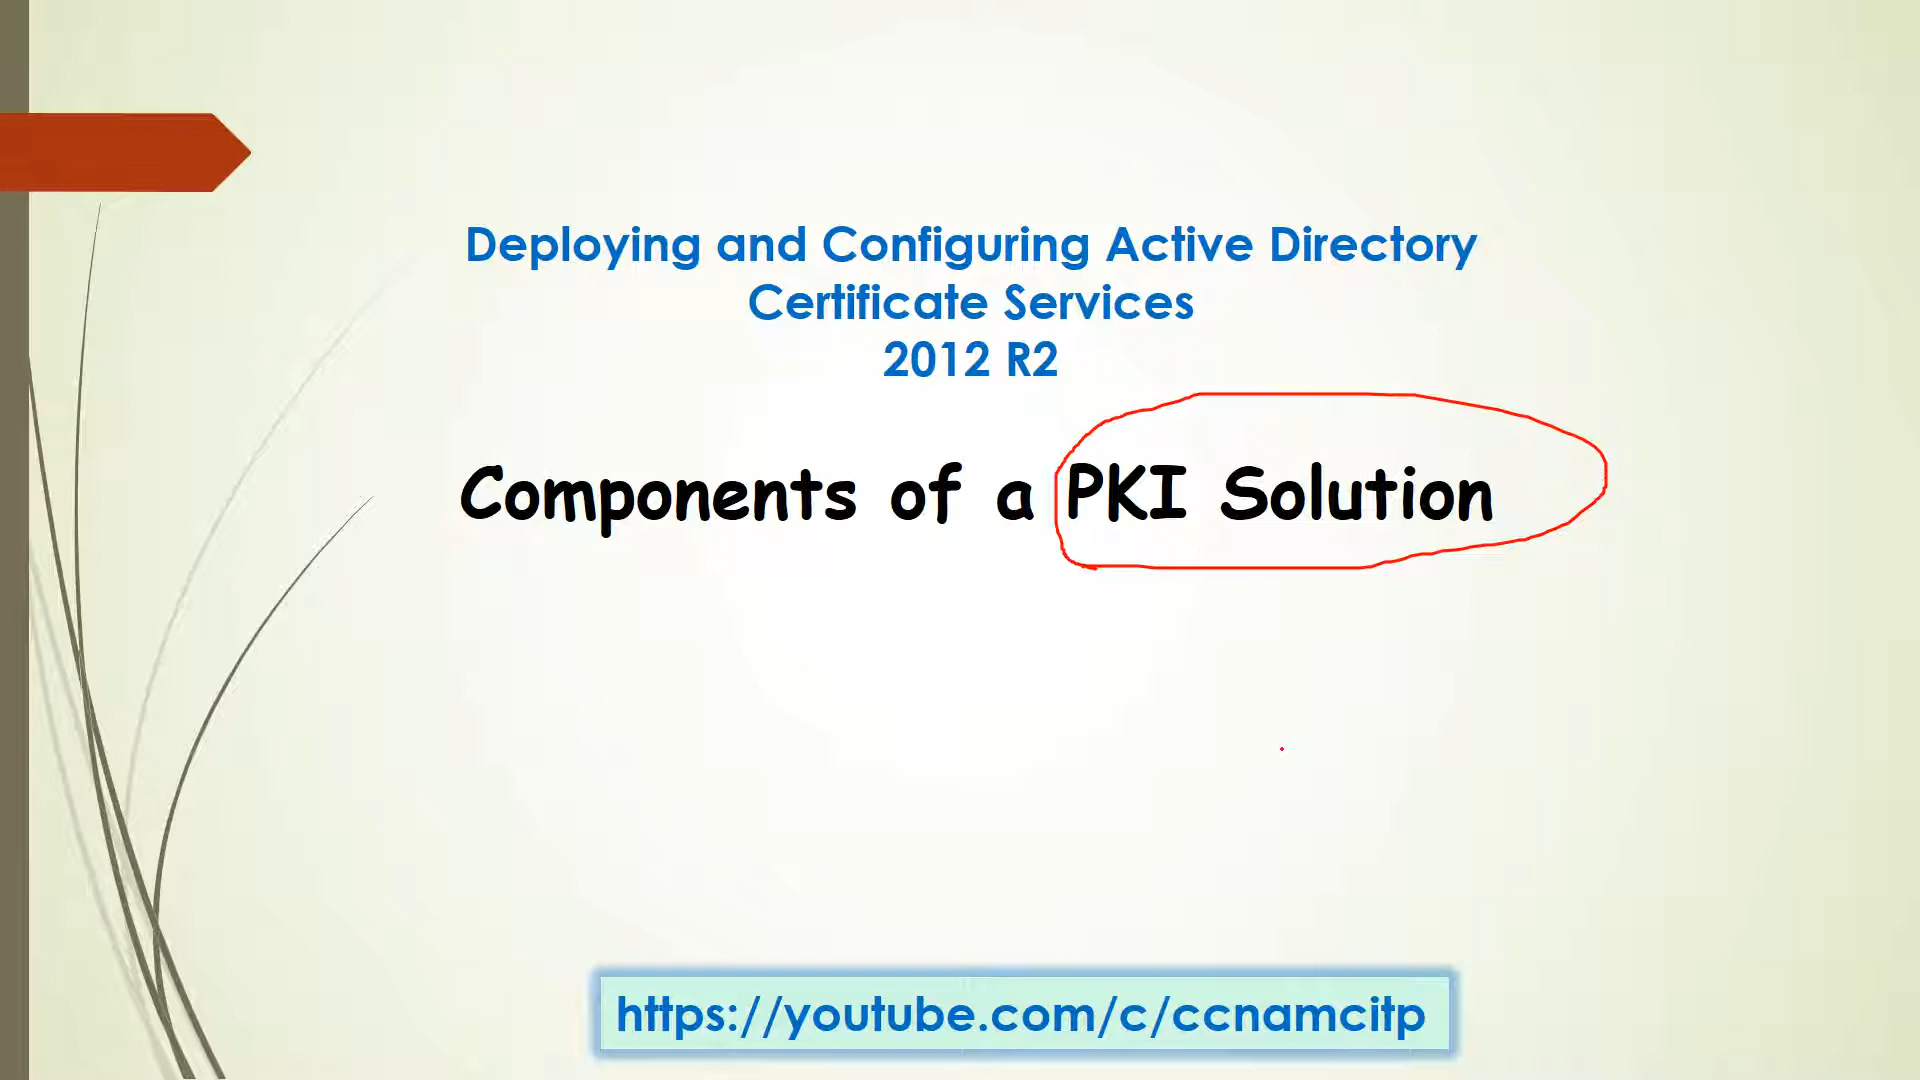 Deploying and Configuring Active Directory
Certificate Services
2012 R2
Components of a PKI Solution
https://youtube.com/c/ccnamcitp